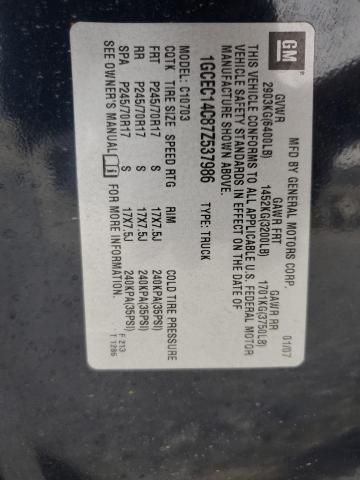 GM
MFD BY GENERAL MOTORS CORP. 01/07
GVWR GAWR FRT GAWR RR
2903KG(6400LB) 1452KG(3200LB) 1701KG(3750LB)
THIS VEHICLE CONFORMS TO ALL APPLICABLE U.S. FEDERAL MOTOR
VEHICLE SAFETY STANDARDS IN EFFECT ON THE DATE OF
MANUFACTURE SHOWN ABOVE.
1GCEC14C87Z537986 TYPE: TRUCK
C10703
CQTK TIRE SIZE SPEED RTG RIM COLD TIRE PRESSURE
FRT P245/70R17 S 17X7.5J 240KPA(35PSI)
RR P245/70R17 S 17X7.5J 240KPA(35PSI)
SPA P245/70R17 S 17X7.5J 240KPA(35PSI)
SEE OWNER'S MANUAL FOR MORE INFORMATION.
F 213
T 1286